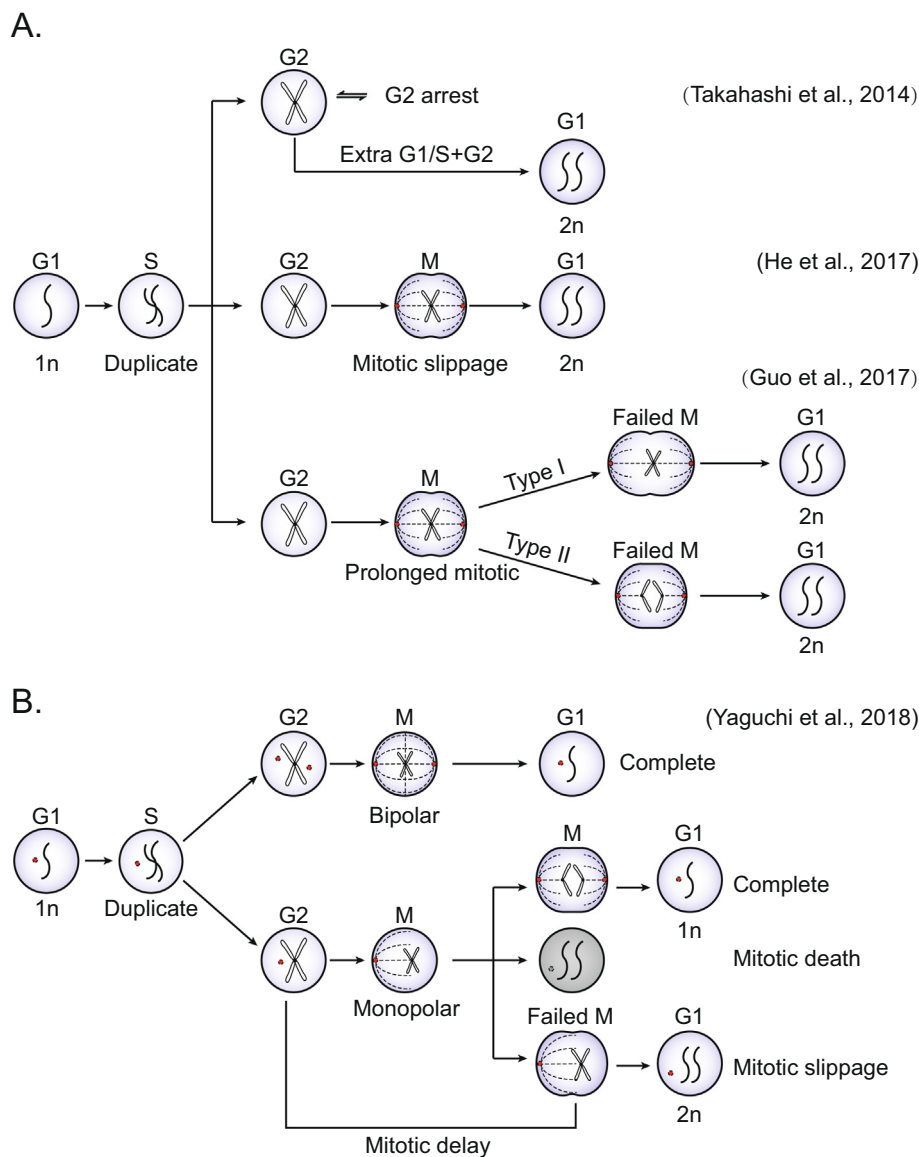 A.
G2
G2 arrest
(Takahashi et al., 2014)
G1
Extra G1/S+G2
2n
G1
S
G2
M
G1
(He et al., 2017)
1n
Duplicate
Mitotic slippage
2n
(Guo et al., 2017)
Failed M
G1
G2
M
Type I
2n
Prolonged mitotic
Type II
Failed M
G1
2n
B.
(Yaguchi et al., 2018)
G2
M
G1
Complete
Bipolar
G1
S
M
G1
1n
Duplicate
Complete
G2
M
1n
Mitotic death
Monopolar
Failed M
G1
Mitotic slippage
2n
Mitotic delay